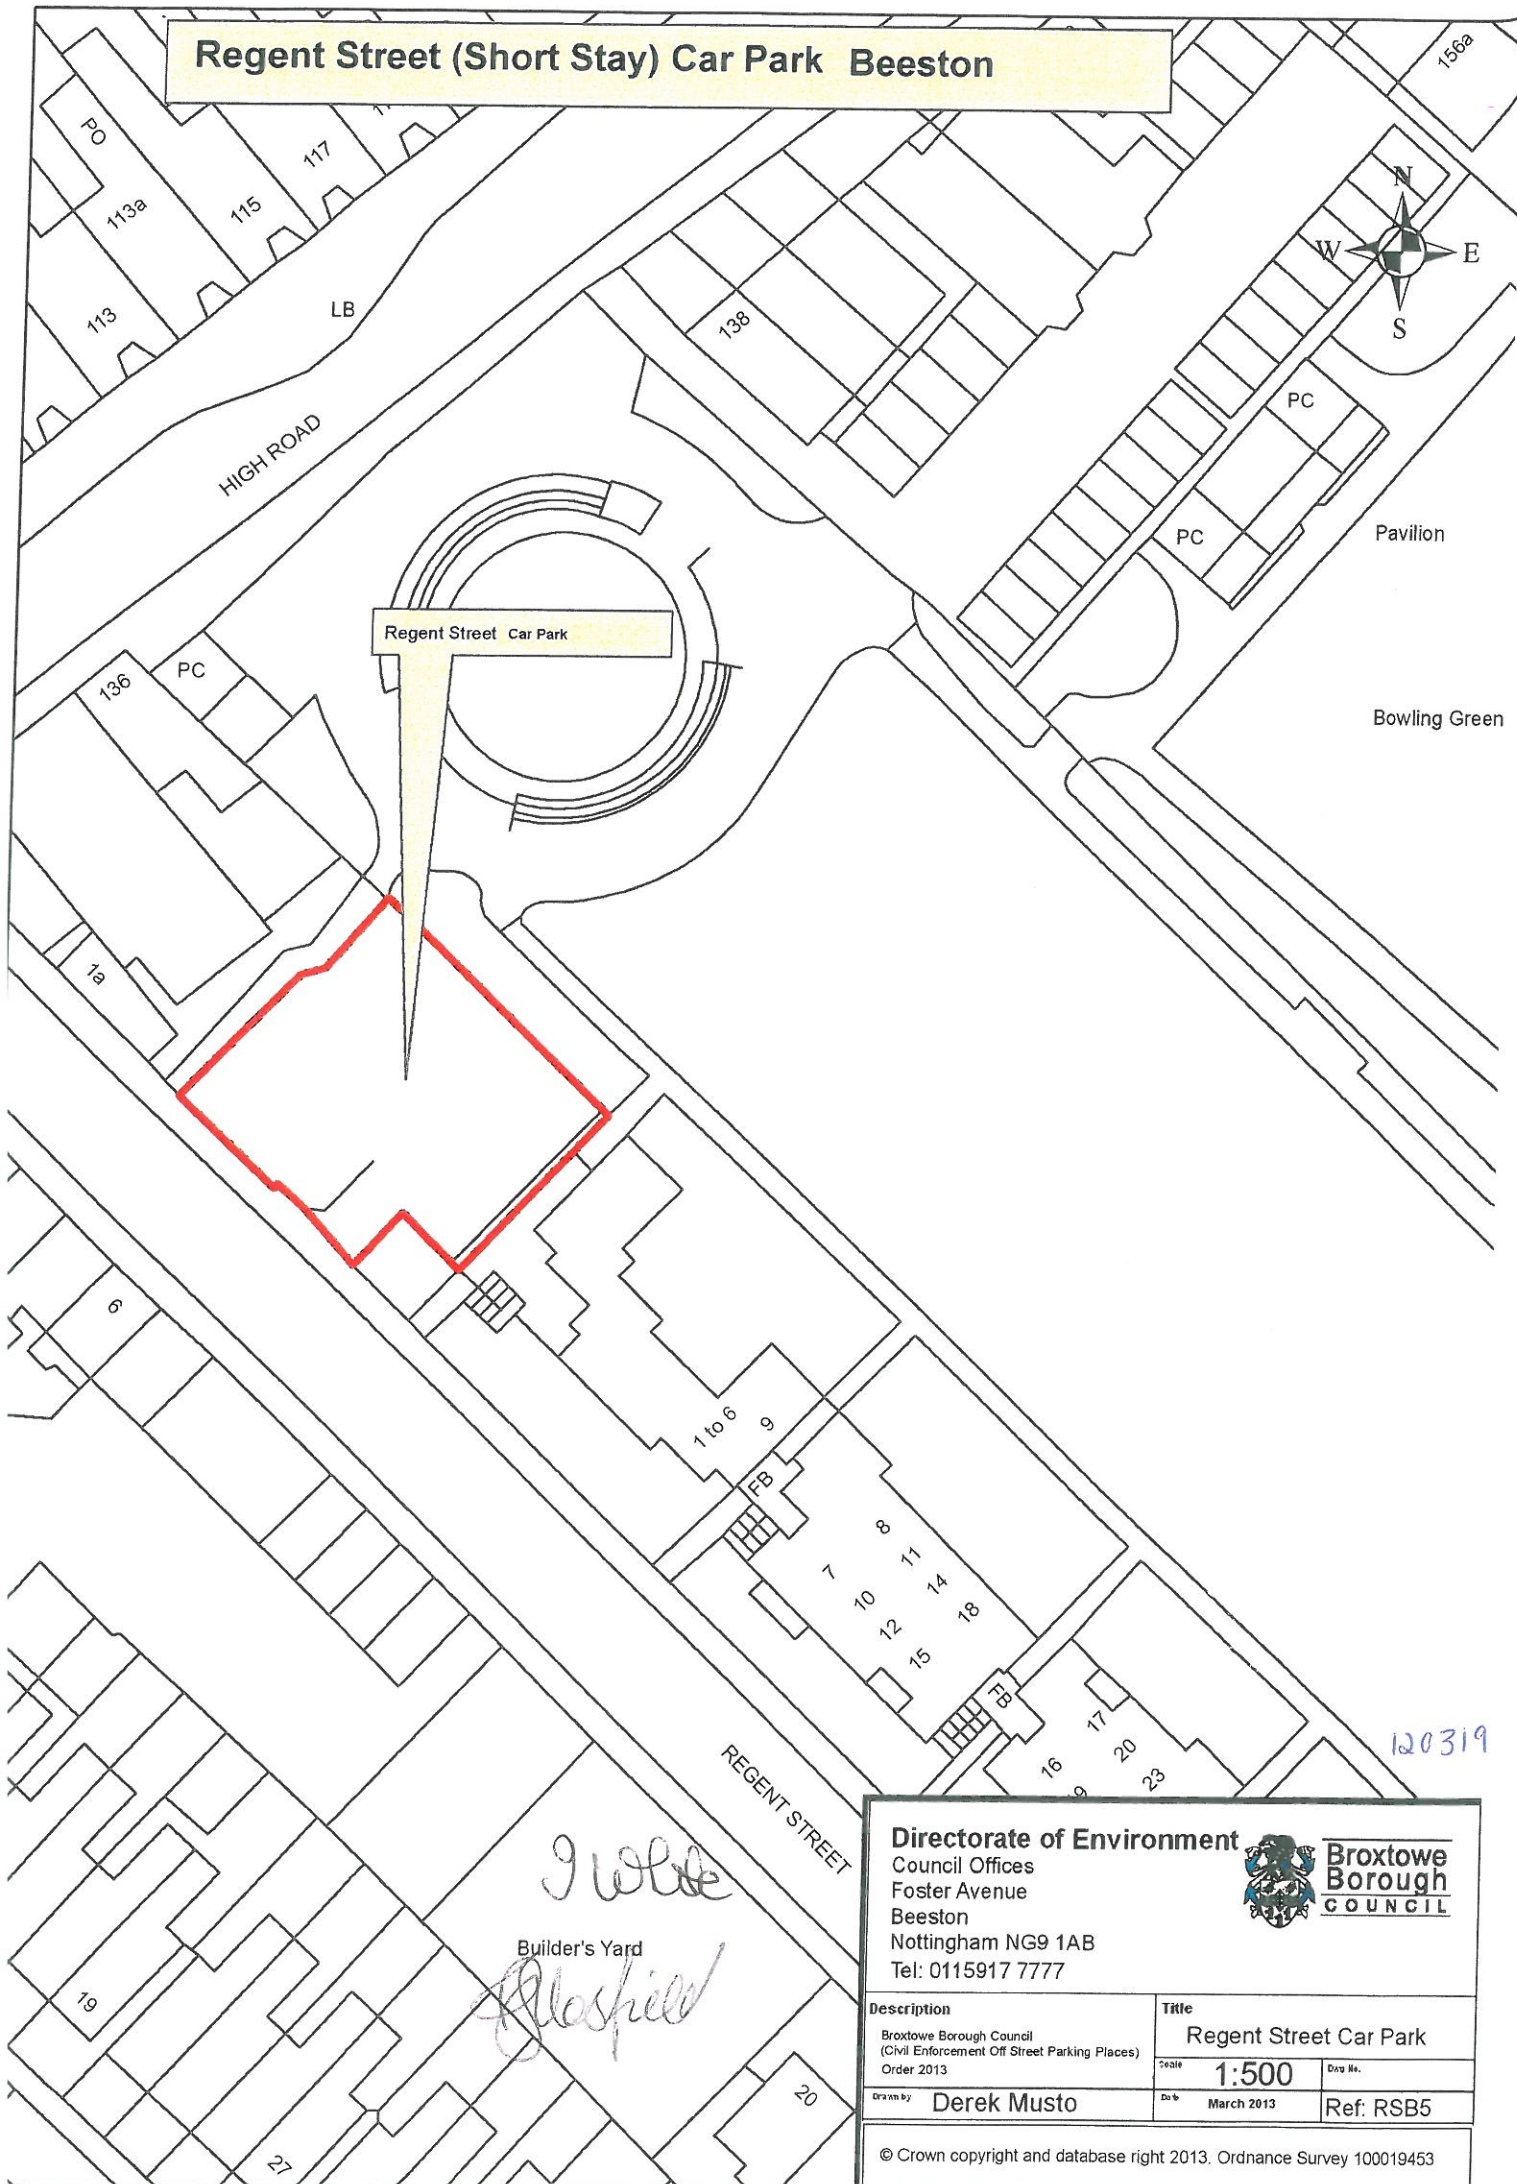 Regent Street (Short Stay) Car Park Beeston
156a
PO
117
115
113a
113
LB
138
N
W
E
S
PC
PC
Pavilion
HIGH ROAD
Regent Street Car Park
136
PC
Bowling Green
1a
6
1 to 6
9
FB
8
11
14
18
7
10
12
15
FB
17
20
23
16
120319
REGENT STREET
Builder's Yard
19
20
27
Directorate of Environment
Council Offices
Foster Avenue
Beeston
Nottingham NG9 1AB
Tel: 0115917 7777
Broxtowe
Borough
COUNCIL
Description
Broxtowe Borough Council
(Civil Enforcement Off Street Parking Places)
Order 2013
Title
Regent Street Car Park
Scale
1:500
Dwg No.
Drawn by
Derek Musto
Date
March 2013
Ref: RSB5
© Crown copyright and database right 2013. Ordnance Survey 100019453